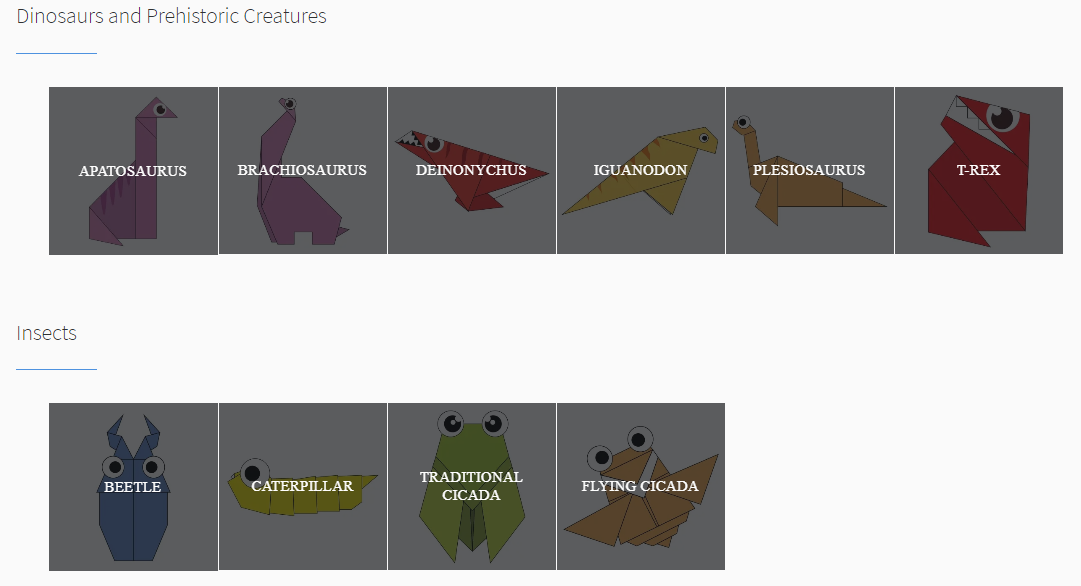 Dinosaurs and Prehistoric Creatures
APATOSAURUS
BRACHIOSAURUS
DEINONYCHUS
IGUANODON
PLESIOSAURUS
T-REX
Insects
BEETLE
CATERPILLAR
TRADITIONAL
CICADA
FLYING CICADA